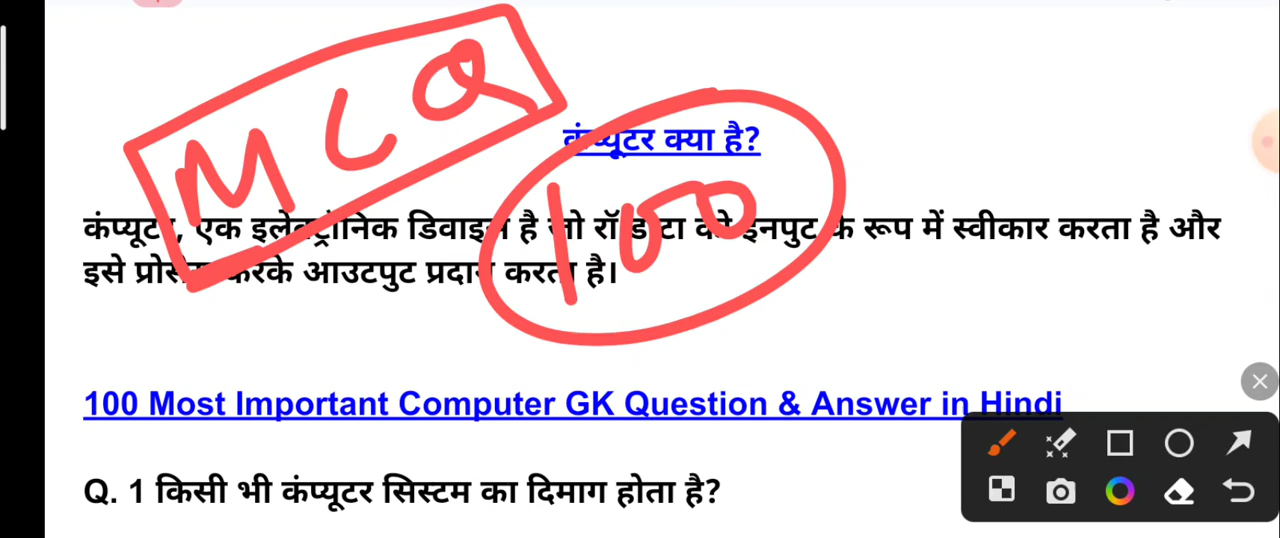 MCQ
कंप्यूटर क्या है?
100
कंप्यूटर, एक इलेक्ट्रॉनिक डिवाइस है जो रॉ डाटा को इनपुट के रूप में स्वीकार करता है और
इसे प्रोसेस करके आउटपुट प्रदान करता है।
100 Most Important Computer GK Question & Answer in Hindi
Q. 1 किसी भी कंप्यूटर सिस्टम का दिमाग होता है?